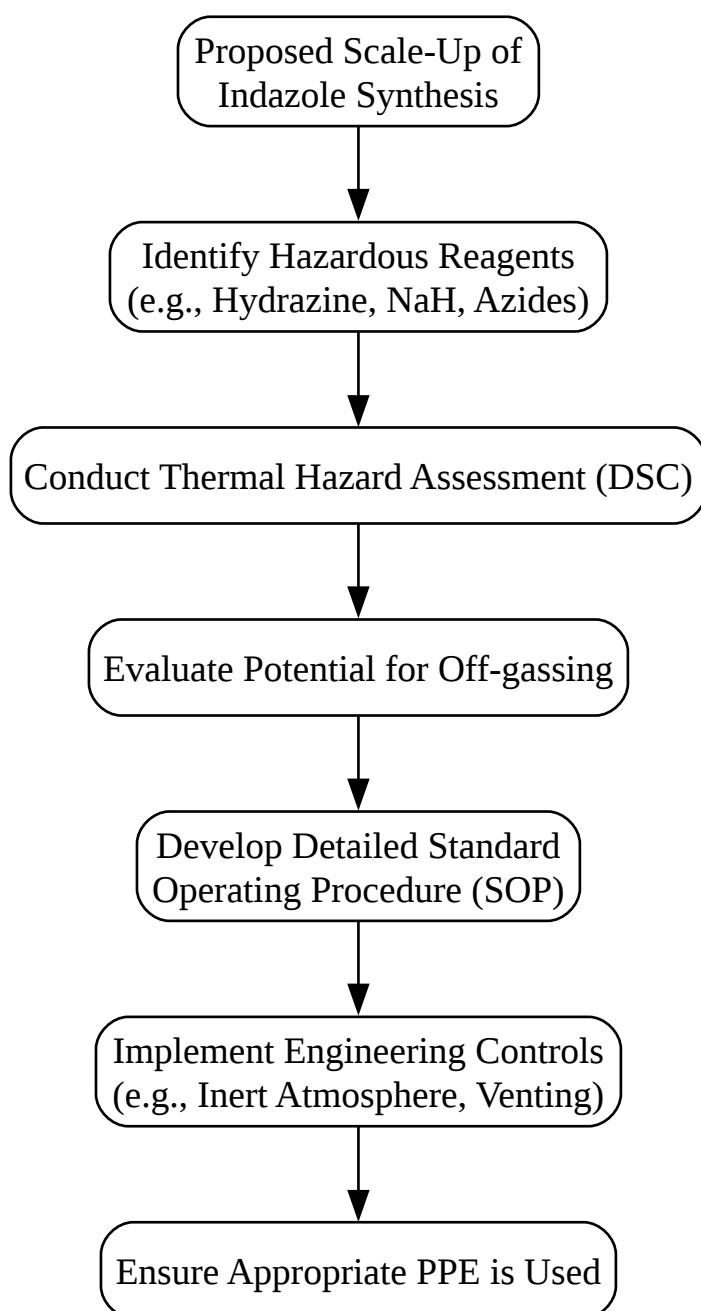 Proposed Scale-Up of
Indazole Synthesis
Identify Hazardous Reagents
(e.g., Hydrazine, NaH, Azides)
Conduct Thermal Hazard Assessment (DSC)
Evaluate Potential for Off-gassing
Develop Detailed Standard
Operating Procedure (SOP)
Implement Engineering Controls
(e.g., Inert Atmosphere, Venting)
Ensure Appropriate PPE is Used